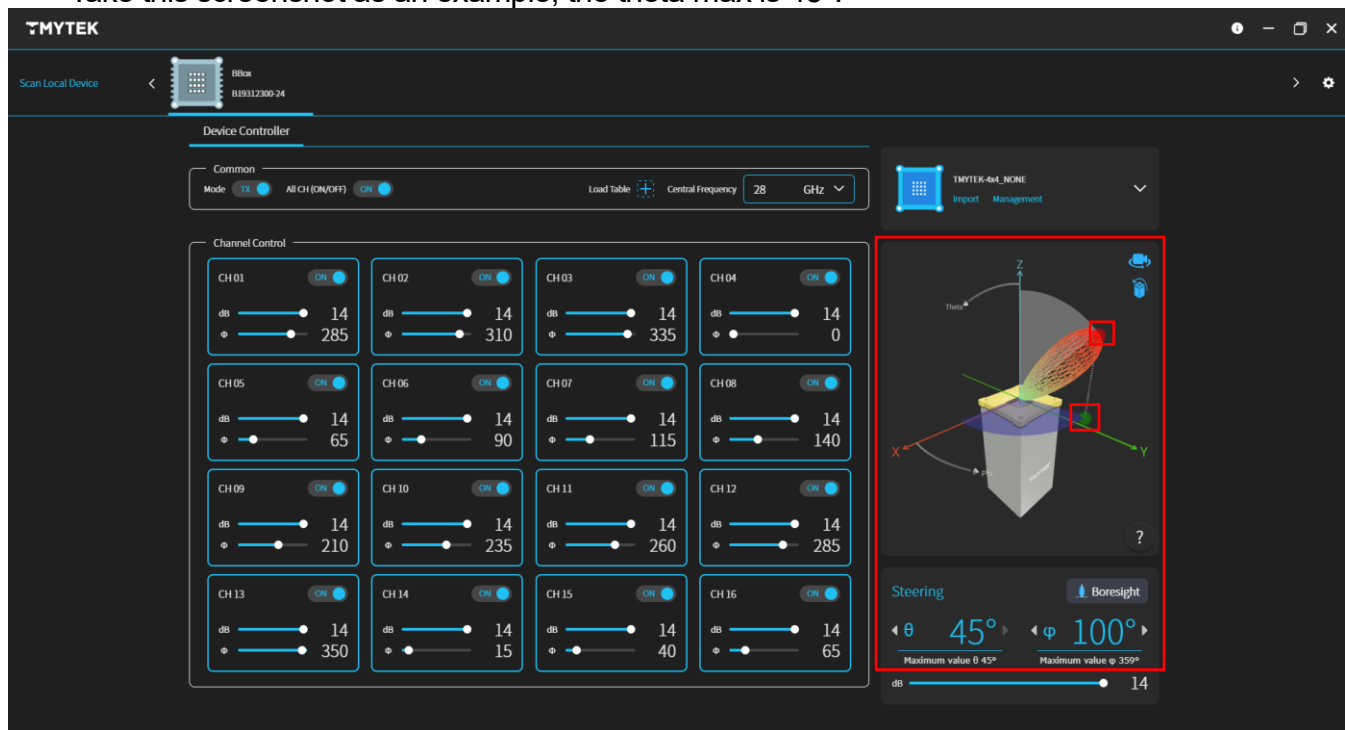 TMYTEK
Scan Local Device
BBox
B19312300-24
Device Controller
Common
Mode TX All CH (ON/OFF) ON Load Table Central Frequency 28 GHz
TMYTEK-4x4_NONE
Import Management
Channel Control
CH 01 ON CH 02 ON CH 03 ON CH 04 ON
dB 14 dB 14 dB 14 dB 14
Φ 285 Φ 310 Φ 335 Φ 0
CH 05 ON CH 06 ON CH 07 ON CH 08 ON
dB 14 dB 14 dB 14 dB 14
Φ 65 Φ 90 Φ 115 Φ 140
CH 09 ON CH 10 ON CH 11 ON CH 12 ON
dB 14 dB 14 dB 14 dB 14
Φ 210 Φ 235 Φ 260 Φ 285
CH 13 ON CH 14 ON CH 15 ON CH 16 ON
dB 14 dB 14 dB 14 dB 14
Φ 350 Φ 15 Φ 40 Φ 65
Z
Theta
X
Y
Phi
TMYTEK
?
Steering Boresight
θ 45° φ 100°
Maximum value θ 45° Maximum value φ 359°
dB 14